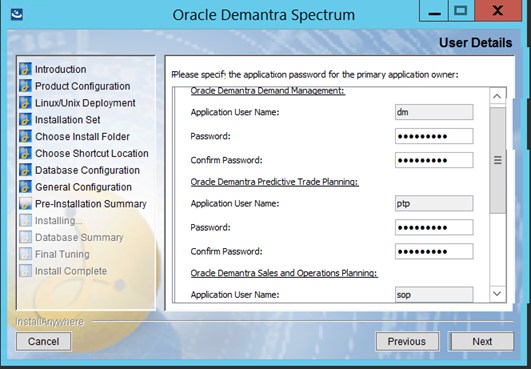 Oracle Demantra Spectrum
User Details
Introduction
Product Configuration
Linux/Unix Deployment
Installation Set
Choose Install Folder
Choose Shortcut Location
Database Configuration
General Configuration
Pre-Installation Summary
Installing...
Database Summary
Final Tuning
Install Complete
Please specify the application password for the primary application owner:
Oracle Demantra Demand Management:
Application User Name: dm
Password: •••••••••
Confirm Password: •••••••••
Oracle Demantra Predictive Trade Planning:
Application User Name: ptp
Password: •••••••••
Confirm Password: •••••••••
Oracle Demantra Sales and Operations Planning:
Application User Name: sop
InstallAnywhere
Cancel Previous Next